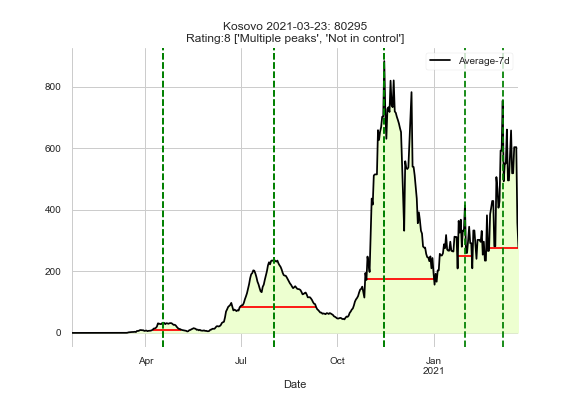 Kosovo 2021-03-23: 80295
Rating:8 ['Multiple peaks', 'Not in control']
Average-7d
800
600
400
200
0
Apr
Jul
Oct
Jan
2021
Date